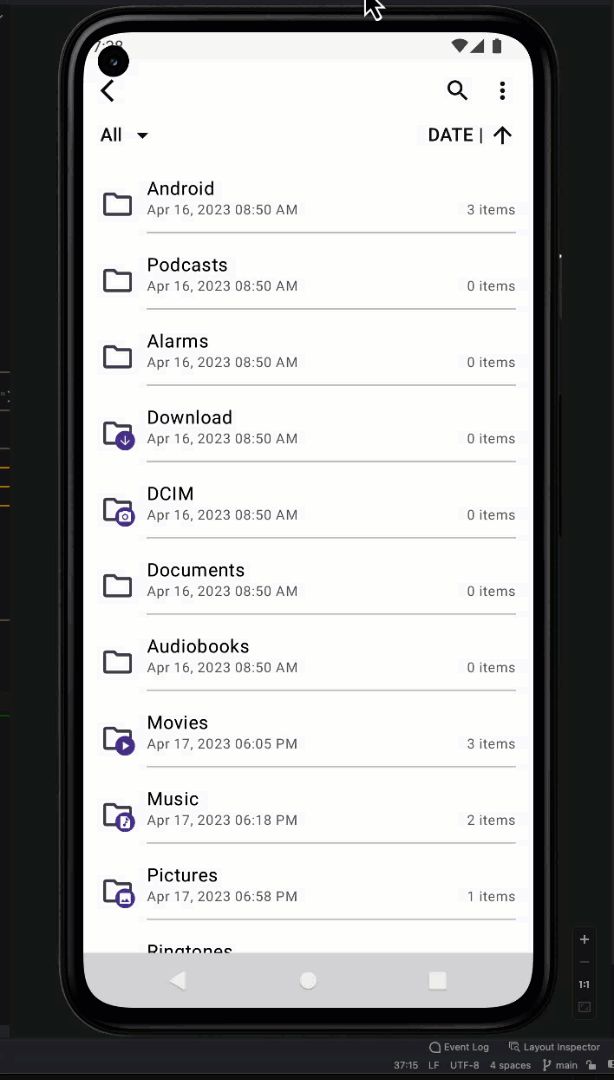 7:28
All
DATE |
Android
Apr 16, 2023 08:50 AM
3 items
Podcasts
Apr 16, 2023 08:50 AM
0 items
Alarms
Apr 16, 2023 08:50 AM
0 items
Download
Apr 16, 2023 08:50 AM
0 items
DCIM
Apr 16, 2023 08:50 AM
0 items
Documents
Apr 16, 2023 08:50 AM
0 items
Audiobooks
Apr 16, 2023 08:50 AM
0 items
Movies
Apr 17, 2023 06:05 PM
3 items
Music
Apr 17, 2023 06:18 PM
2 items
Pictures
Apr 17, 2023 06:58 PM
1 items
Ringtones
1:1
Event Log Layout Inspector
37:15 LF UTF-8 4 spaces main